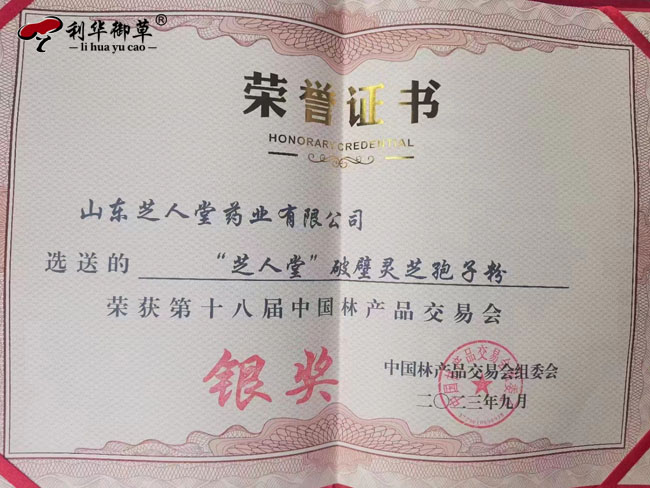 利华御草®
li hua yu cao
荣誉证书
HONORARY CREDENTIAL
山东芝人堂药业有限公司
选送的 “芝人堂”破壁灵芝孢子粉
荣获第十八届中国林产品交易会
银奖
中国林产品交易会组委会
二〇二三年九月